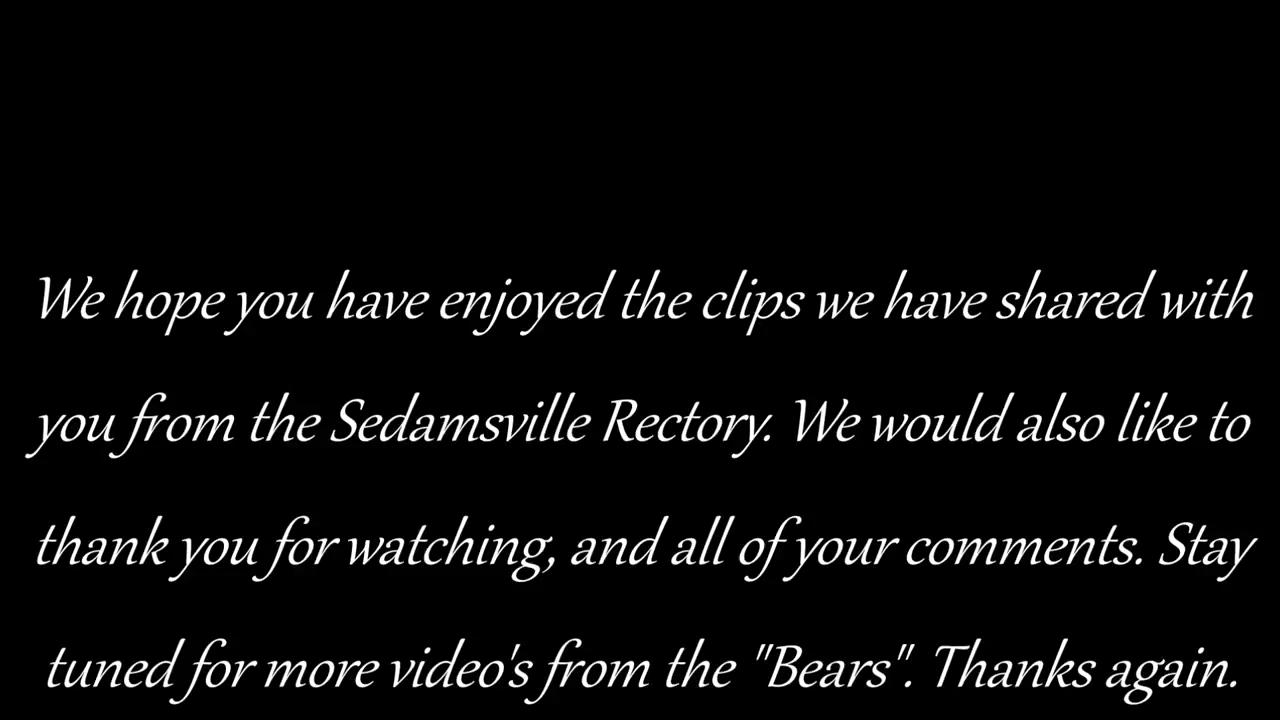 We hope you have enjoyed the clips we have shared with
you from the Sedamsville Rectory. We would also like to
thank you for watching, and all of your comments. Stay
tuned for more video's from the "Bears". Thanks again.